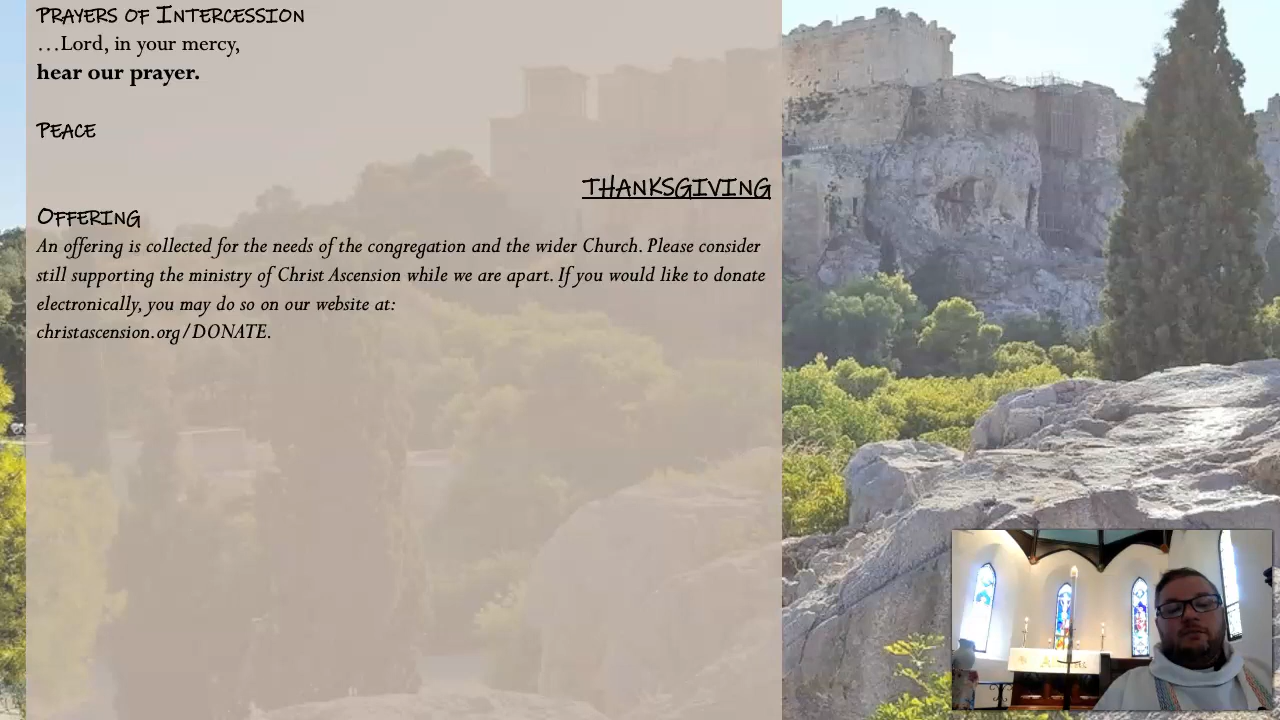 Prayers of Intercession
…Lord, in your mercy,
hear our prayer.
Peace
THANKSGIVING
Offering
An offering is collected for the needs of the congregation and the wider Church. Please consider
still supporting the ministry of Christ Ascension while we are apart. If you would like to donate
electronically, you may do so on our website at:
christascension.org/DONATE.